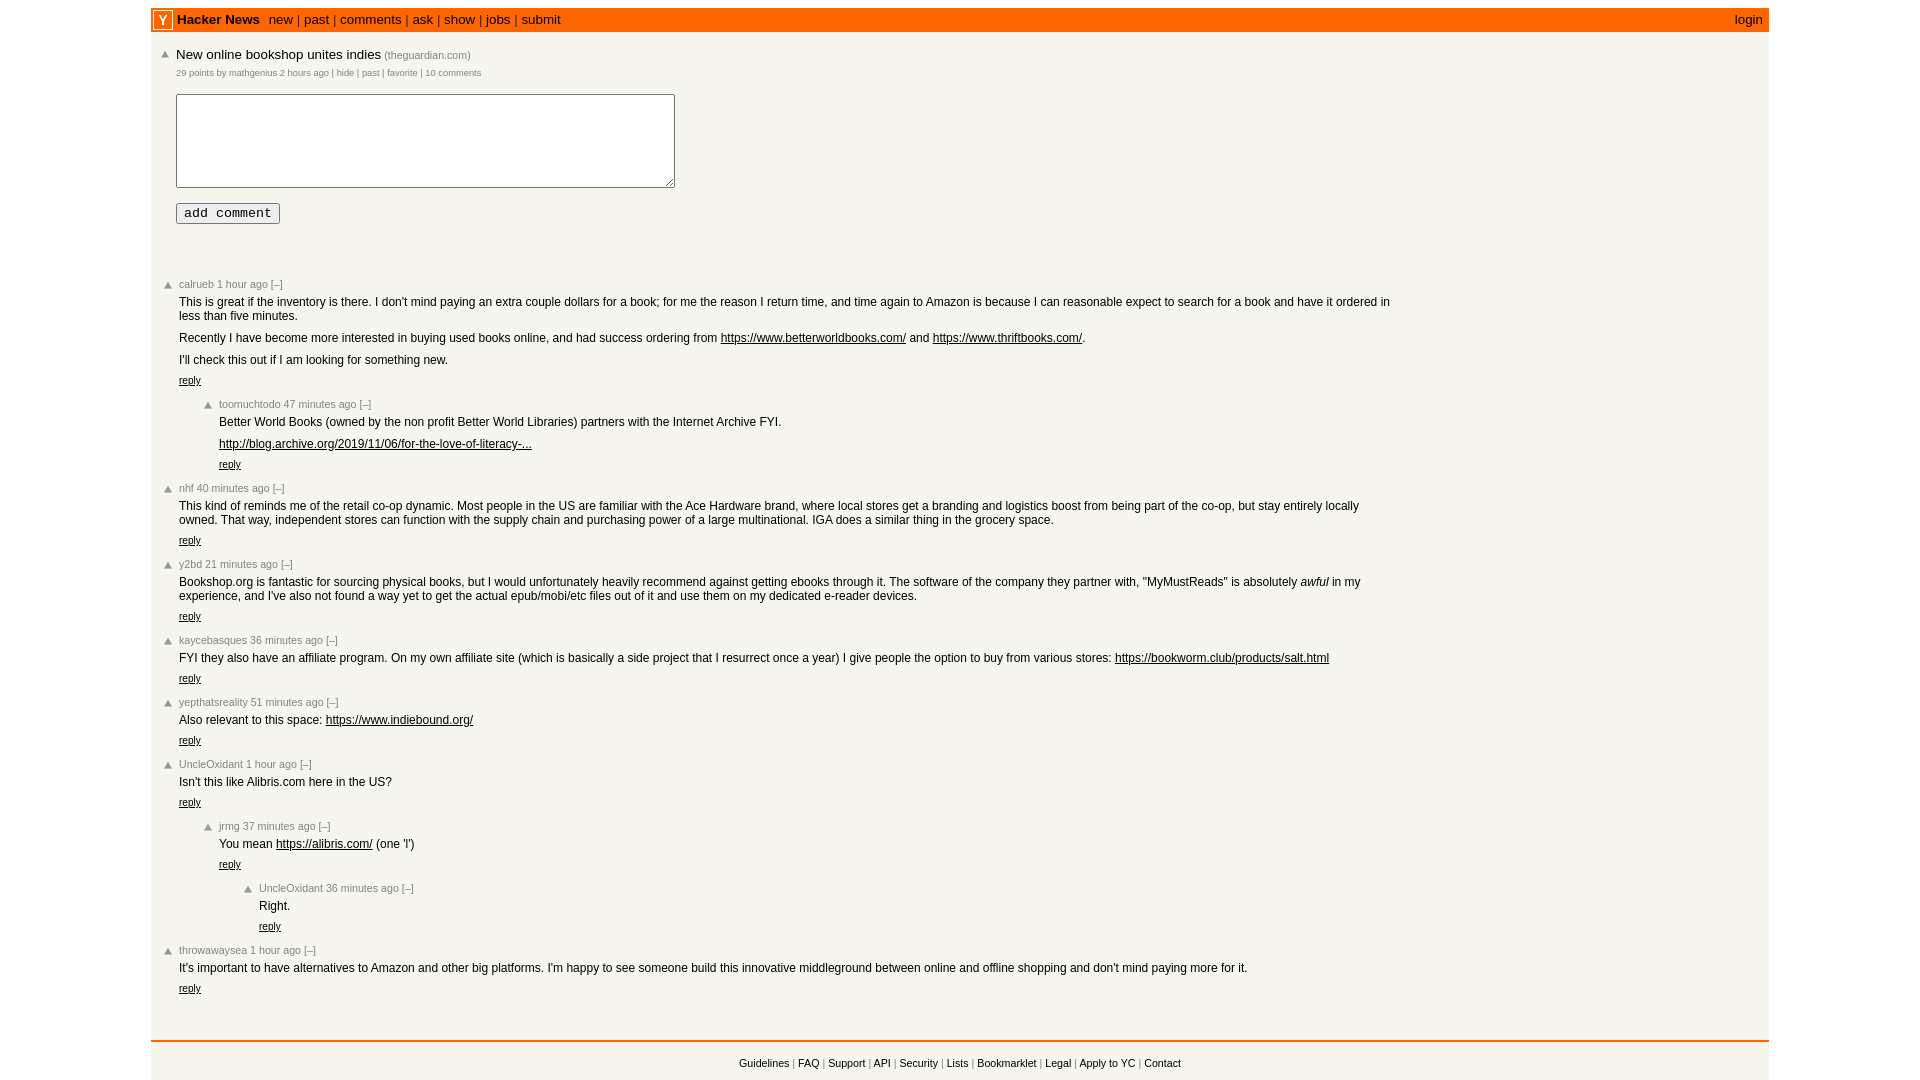 Y Hacker News new | past | comments | ask | show | jobs | submit login
New online bookshop unites indies (theguardian.com)
29 points by mathgenius 2 hours ago | hide | past | favorite | 10 comments
add comment
calrueb 1 hour ago [–]
This is great if the inventory is there. I don't mind paying an extra couple dollars for a book; for me the reason I return time, and time again to Amazon is because I can reasonable expect to search for a book and have it ordered in
less than five minutes.
Recently I have become more interested in buying used books online, and had success ordering from https://www.betterworldbooks.com/ and https://www.thriftbooks.com/.
I'll check this out if I am looking for something new.
reply
toomuchtodo 47 minutes ago [–]
Better World Books (owned by the non profit Better World Libraries) partners with the Internet Archive FYI.
http://blog.archive.org/2019/11/06/for-the-love-of-literacy-...
reply
nhf 40 minutes ago [–]
This kind of reminds me of the retail co-op dynamic. Most people in the US are familiar with the Ace Hardware brand, where local stores get a branding and logistics boost from being part of the co-op, but stay entirely locally
owned. That way, independent stores can function with the supply chain and purchasing power of a large multinational. IGA does a similar thing in the grocery space.
reply
y2bd 21 minutes ago [–]
Bookshop.org is fantastic for sourcing physical books, but I would unfortunately heavily recommend against getting ebooks through it. The software of the company they partner with, "MyMustReads" is absolutely awful in my
experience, and I've also not found a way yet to get the actual epub/mobi/etc files out of it and use them on my dedicated e-reader devices.
reply
kaycebasques 36 minutes ago [–]
FYI they also have an affiliate program. On my own affiliate site (which is basically a side project that I resurrect once a year) I give people the option to buy from various stores: https://bookworm.club/products/salt.html
reply
yepthatsreality 51 minutes ago [–]
Also relevant to this space: https://www.indiebound.org/
reply
UncleOxidant 1 hour ago [–]
Isn't this like Alibris.com here in the US?
reply
jrmg 37 minutes ago [–]
You mean https://alibris.com/ (one 'l')
reply
UncleOxidant 36 minutes ago [–]
Right.
reply
throwawaysea 1 hour ago [–]
It's important to have alternatives to Amazon and other big platforms. I'm happy to see someone build this innovative middleground between online and offline shopping and don't mind paying more for it.
reply
Guidelines | FAQ | Support | API | Security | Lists | Bookmarklet | Legal | Apply to YC | Contact